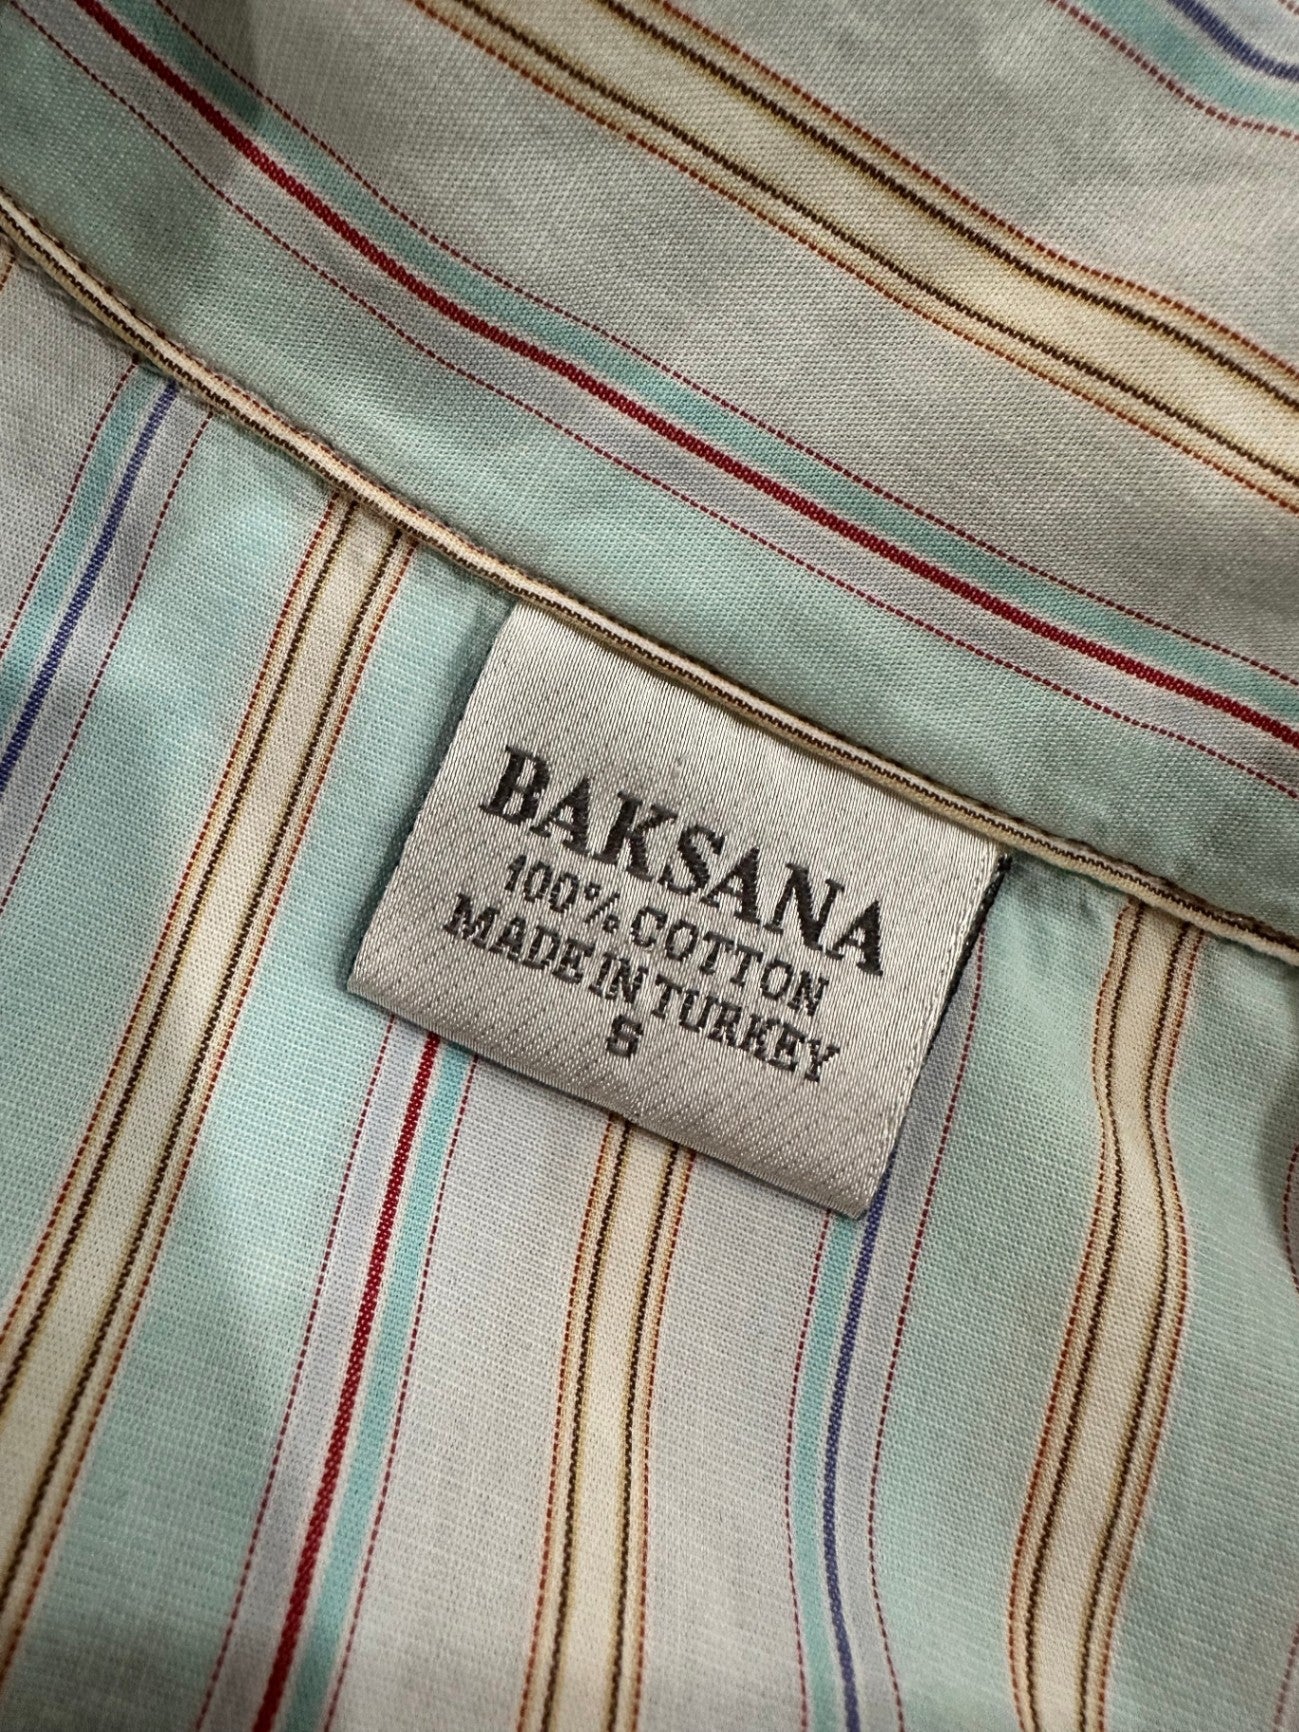 BAKSANA
100% COTTON
MADE IN TURKEY
S